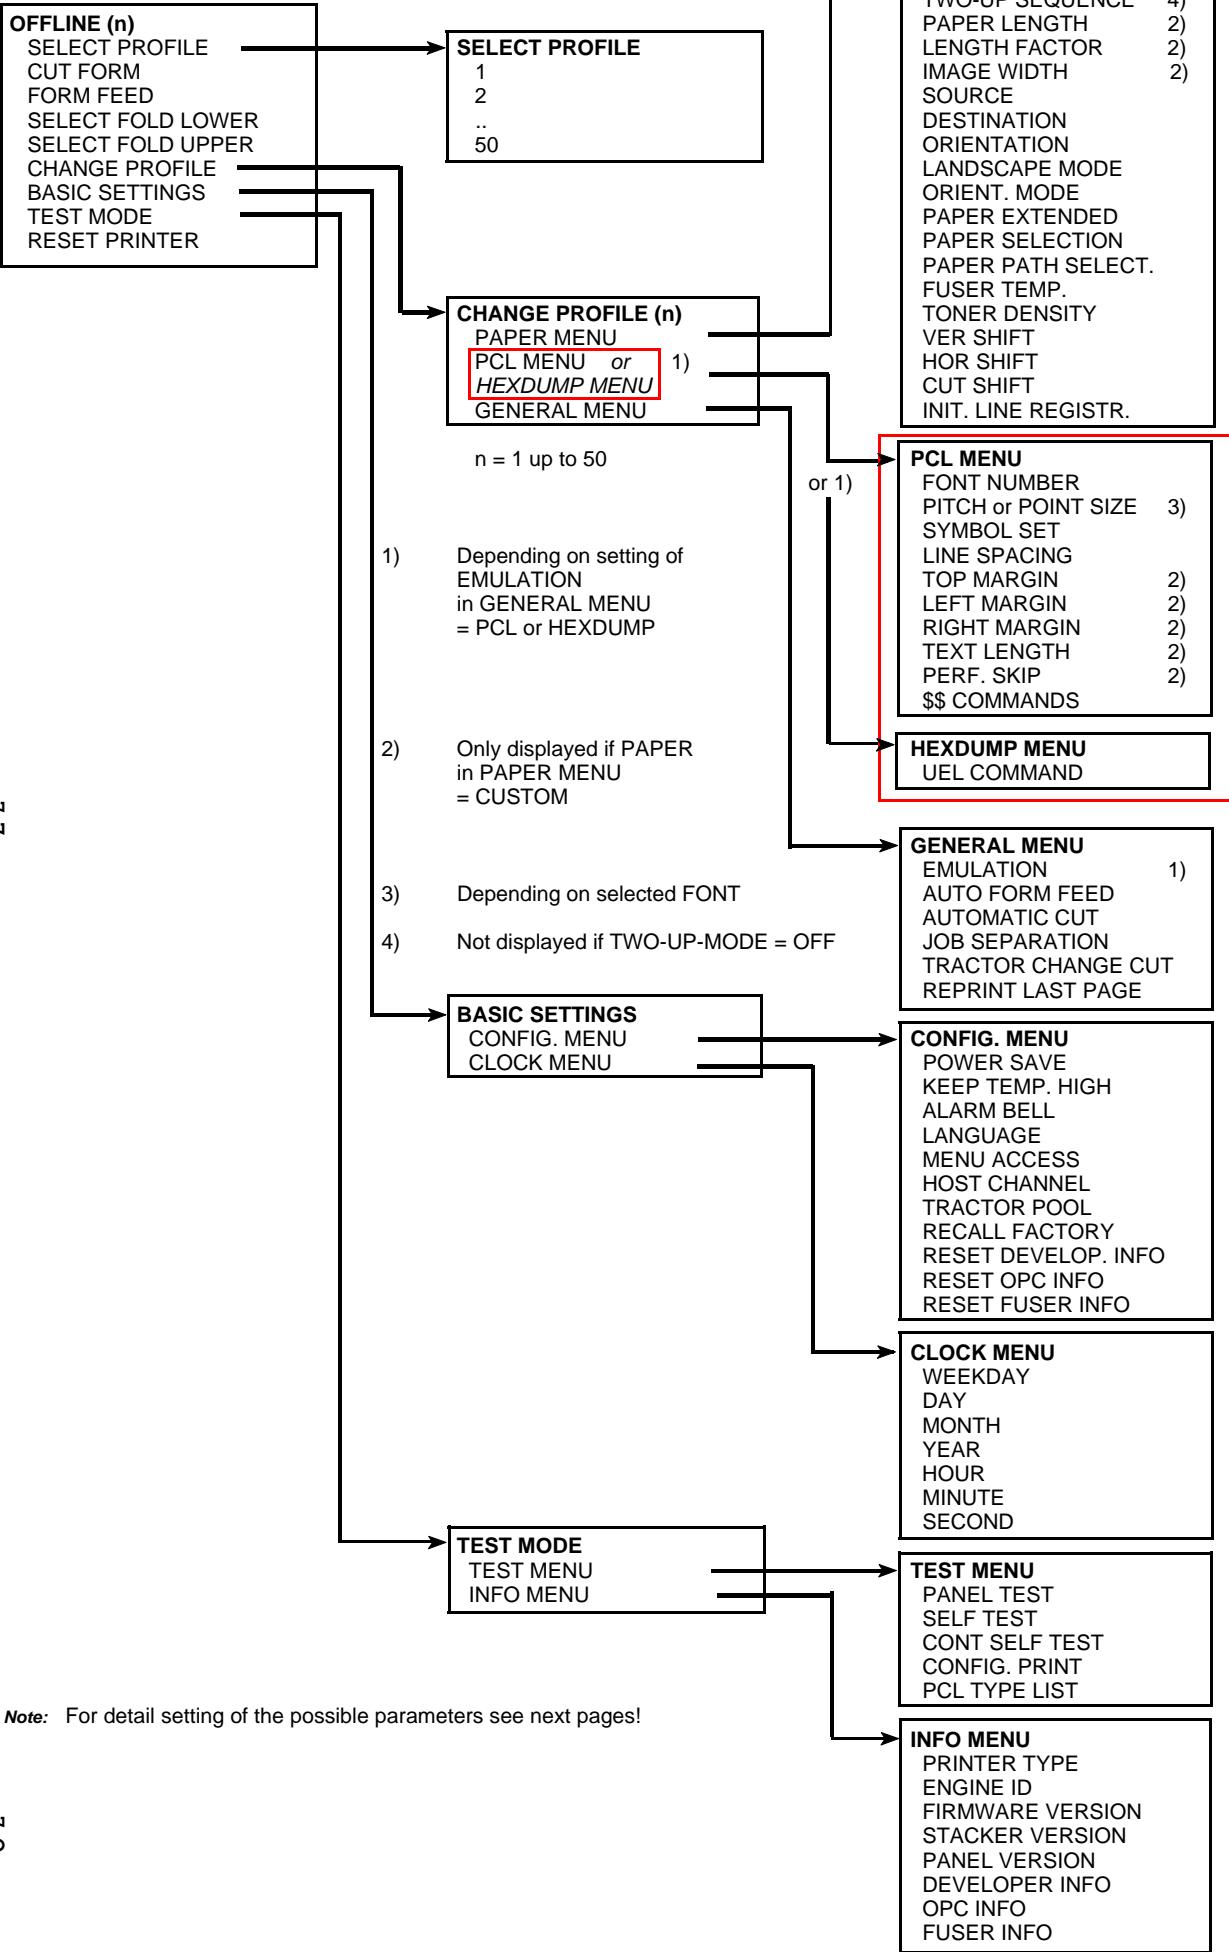 OFFLINE (n)
SELECT PROFILE
CUT FORM
FORM FEED
SELECT FOLD LOWER
SELECT FOLD UPPER
CHANGE PROFILE
BASIC SETTINGS
TEST MODE
RESET PRINTER
SELECT PROFILE
1
2
..
50
TWO-UP SEQUENCE 4)
PAPER LENGTH 2)
LENGTH FACTOR 2)
IMAGE WIDTH 2)
SOURCE
DESTINATION
ORIENTATION
LANDSCAPE MODE
ORIENT. MODE
PAPER EXTENDED
PAPER SELECTION
PAPER PATH SELECT.
FUSER TEMP.
TONER DENSITY
VER SHIFT
HOR SHIFT
CUT SHIFT
INIT. LINE REGISTR.
CHANGE PROFILE (n)
PAPER MENU
PCL MENU or 1)
HEXDUMP MENU
GENERAL MENU
n = 1 up to 50
or 1)
PCL MENU
FONT NUMBER
PITCH or POINT SIZE 3)
SYMBOL SET
LINE SPACING
TOP MARGIN 2)
LEFT MARGIN 2)
RIGHT MARGIN 2)
TEXT LENGTH 2)
PERF. SKIP 2)
$$ COMMANDS
HEXDUMP MENU
UEL COMMAND
1) Depending on setting of
EMULATION
in GENERAL MENU
= PCL or HEXDUMP
2) Only displayed if PAPER
in PAPER MENU
= CUSTOM
3) Depending on selected FONT
4) Not displayed if TWO-UP-MODE = OFF
GENERAL MENU
EMULATION 1)
AUTO FORM FEED
AUTOMATIC CUT
JOB SEPARATION
TRACTOR CHANGE CUT
REPRINT LAST PAGE
BASIC SETTINGS
CONFIG. MENU
CLOCK MENU
CONFIG. MENU
POWER SAVE
KEEP TEMP. HIGH
ALARM BELL
LANGUAGE
MENU ACCESS
HOST CHANNEL
TRACTOR POOL
RECALL FACTORY
RESET DEVELOP. INFO
RESET OPC INFO
RESET FUSER INFO
CLOCK MENU
WEEKDAY
DAY
MONTH
YEAR
HOUR
MINUTE
SECOND
TEST MODE
TEST MENU
INFO MENU
TEST MENU
PANEL TEST
SELF TEST
CONT SELF TEST
CONFIG. PRINT
PCL TYPE LIST
Note: For detail setting of the possible parameters see next pages!
INFO MENU
PRINTER TYPE
ENGINE ID
FIRMWARE VERSION
STACKER VERSION
PANEL VERSION
DEVELOPER INFO
OPC INFO
FUSER INFO